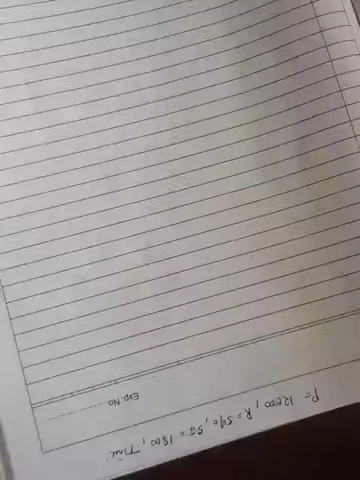 P = 12000, R = 5%, SI = 1800, Time
Exp. No.